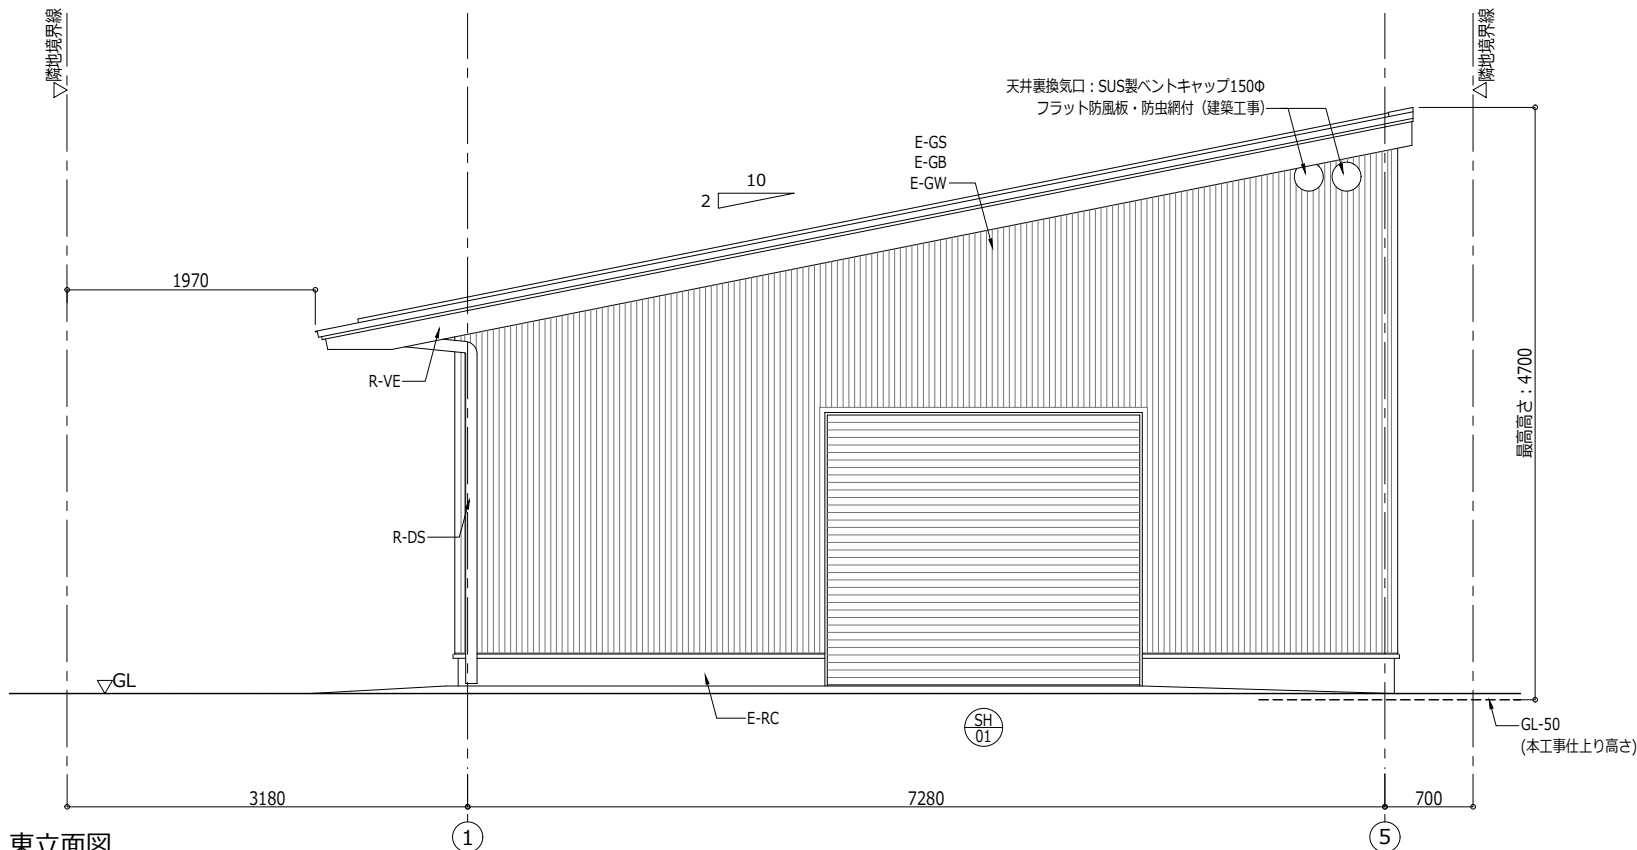 隣地境界線
隣地境界線
天井裏換気口：SUS製ベントキャップ150Φ
フラット防風板・防虫網付（建築工事）
E-GS
E-GB
E-GW
10
2
1970
R-VE
最高高さ：4700
R-DS
GL
E-RC
SH
01
GL-50
(本工事仕上り高さ)
3180
7280
700
東立面図
1
5